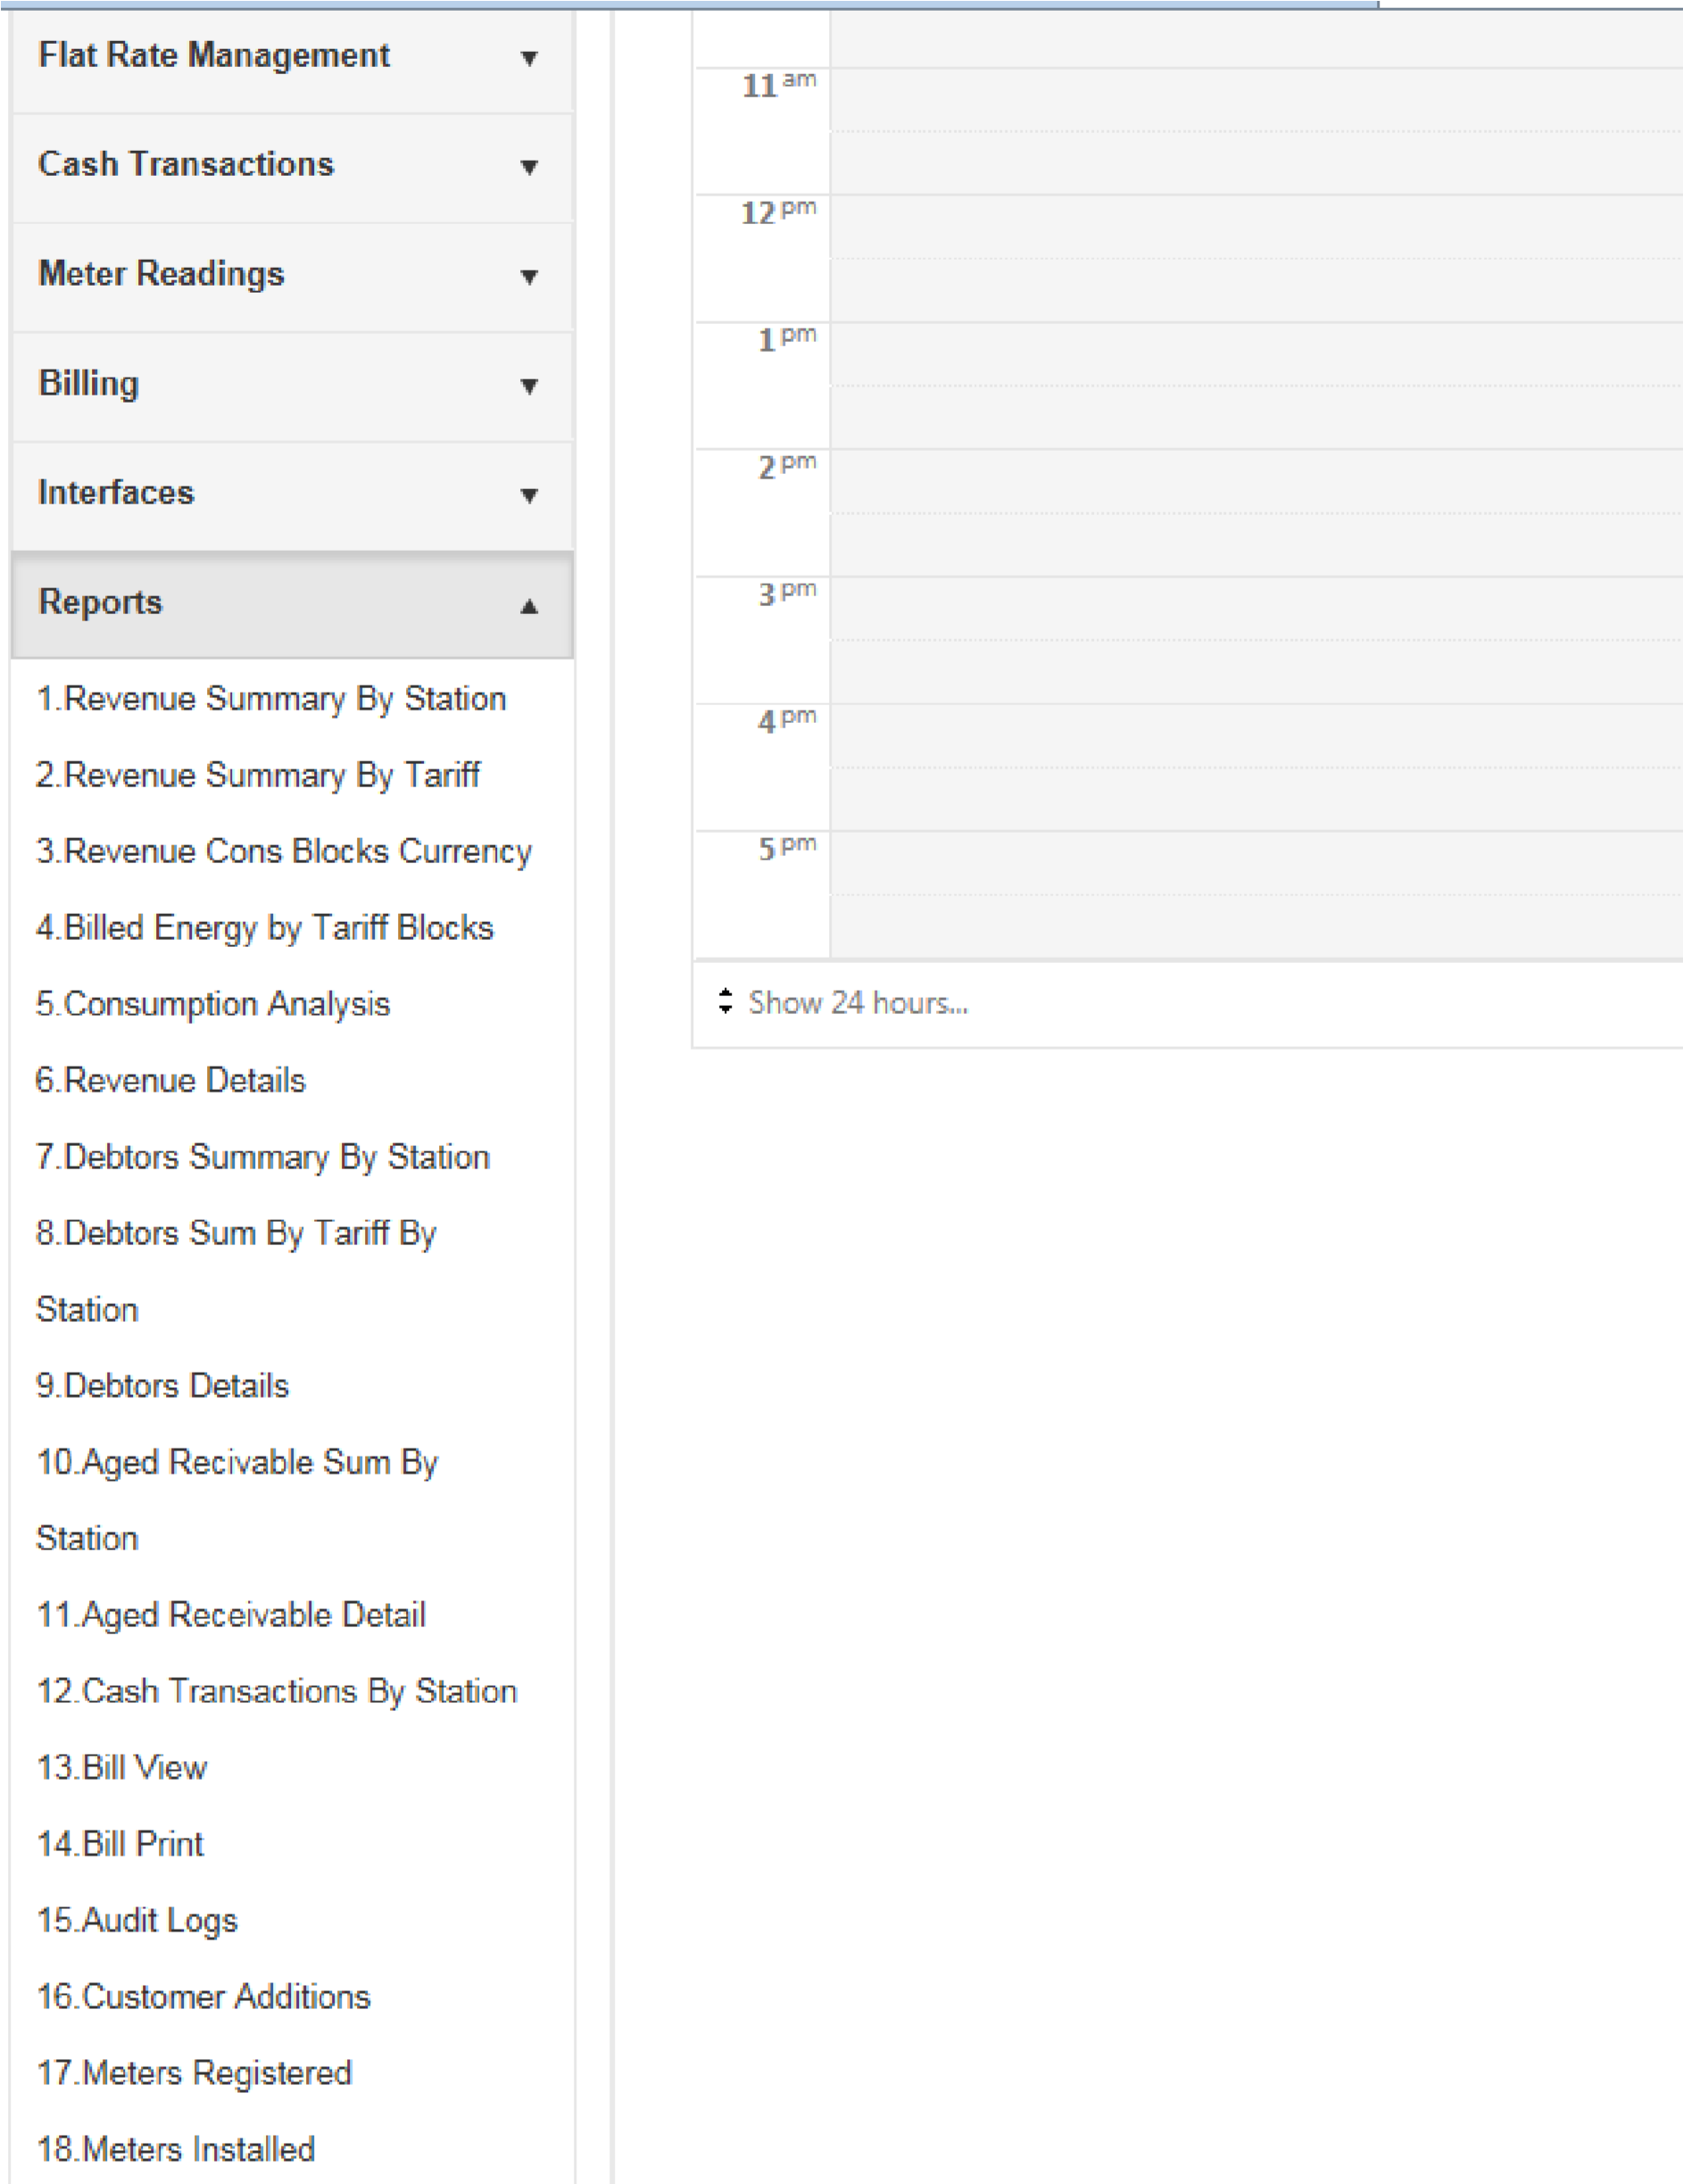 Flat Rate Management
Cash Transactions
Meter Readings
Billing
Interfaces
Reports
1.Revenue Summary By Station
2.Revenue Summary By Tariff
3.Revenue Cons Blocks Currency
4.Billed Energy by Tariff Blocks
5.Consumption Analysis
6.Revenue Details
7.Debtors Summary By Station
8.Debtors Sum By Tariff By
Station
9.Debtors Details
10.Aged Recivable Sum By
Station
11.Aged Receivable Detail
12.Cash Transactions By Station
13.Bill View
14.Bill Print
15.Audit Logs
16.Customer Additions
17.Meters Registered
18.Meters Installed
11 am
12 pm
1 pm
2 pm
3 pm
4 pm
5 pm
Show 24 hours...